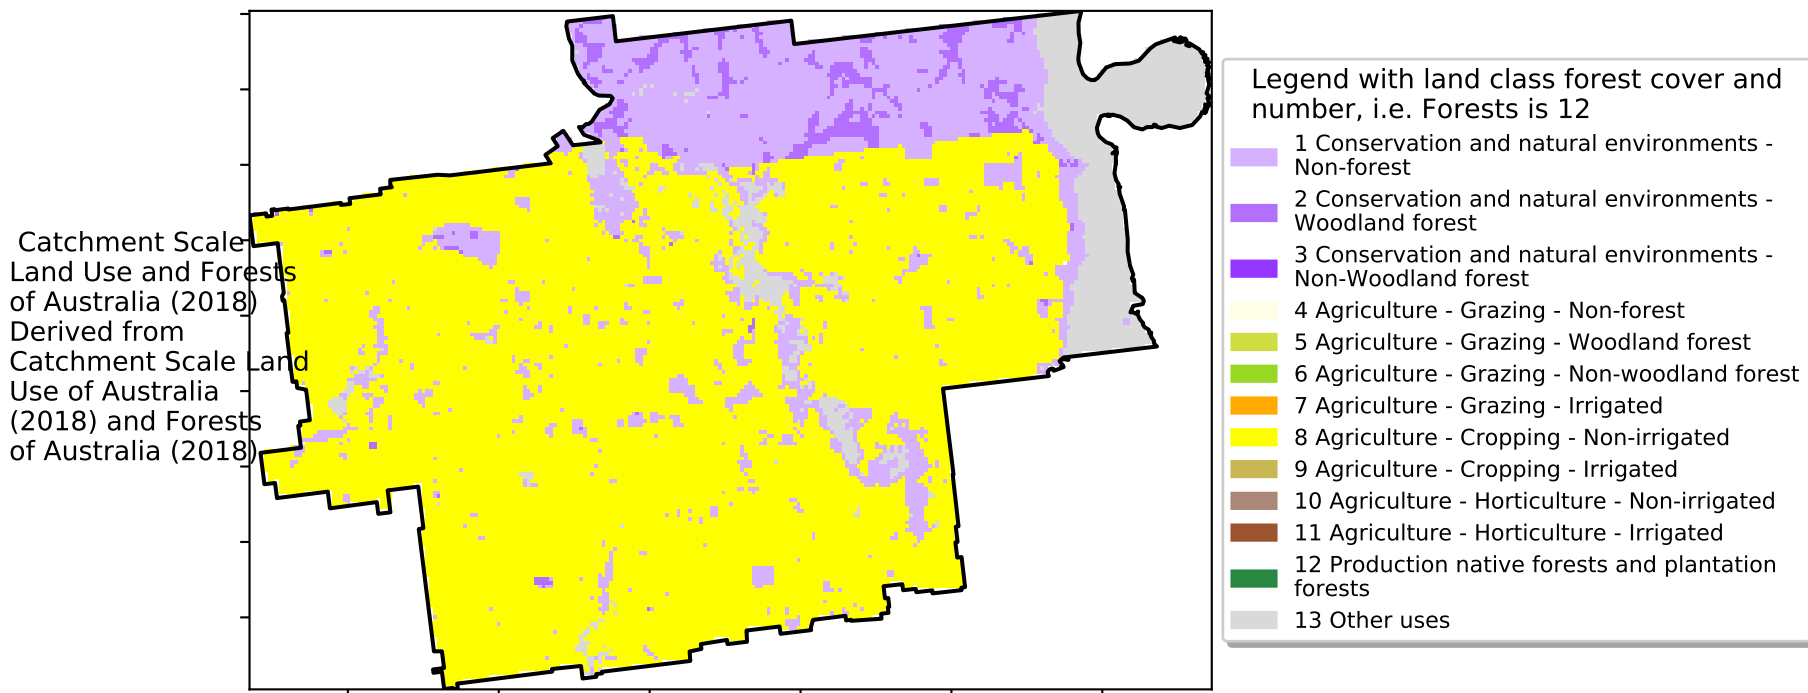 Catchment Scale
Land Use and Forests
of Australia (2018)
Derived from
Catchment Scale Land
Use of Australia
(2018) and Forests
of Australia (2018)
Legend with land class forest cover and
number, i.e. Forests is 12
1 Conservation and natural environments -
Non-forest
2 Conservation and natural environments -
Woodland forest
3 Conservation and natural environments -
Non-Woodland forest
4 Agriculture - Grazing - Non-forest
5 Agriculture - Grazing - Woodland forest
6 Agriculture - Grazing - Non-woodland forest
7 Agriculture - Grazing - Irrigated
8 Agriculture - Cropping - Non-irrigated
9 Agriculture - Cropping - Irrigated
10 Agriculture - Horticulture - Non-irrigated
11 Agriculture - Horticulture - Irrigated
12 Production native forests and plantation
forests
13 Other uses